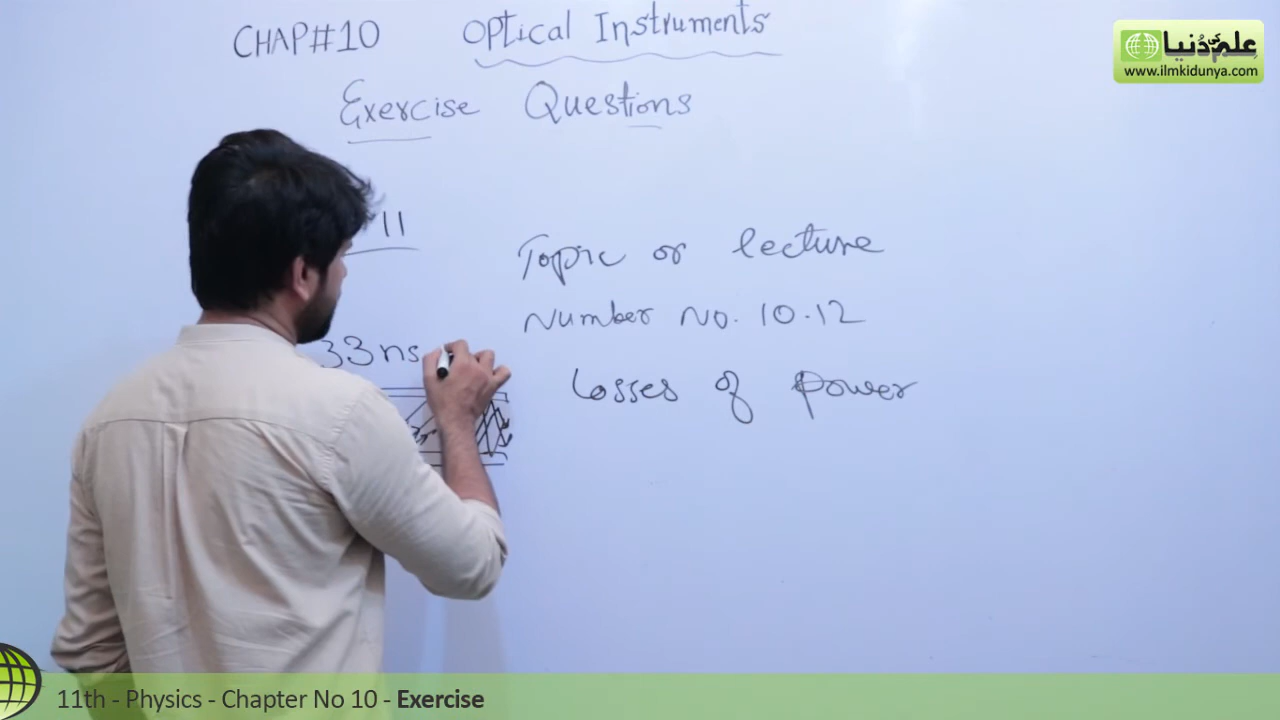 CHAP#10 Optical Instruments
علم کی دنیا
www.ilmkidunya.com
Exercise Questions
11
Topic or lecture
Number No. 10.12
33ns
Losses of power
11th - Physics - Chapter No 10 - Exercise